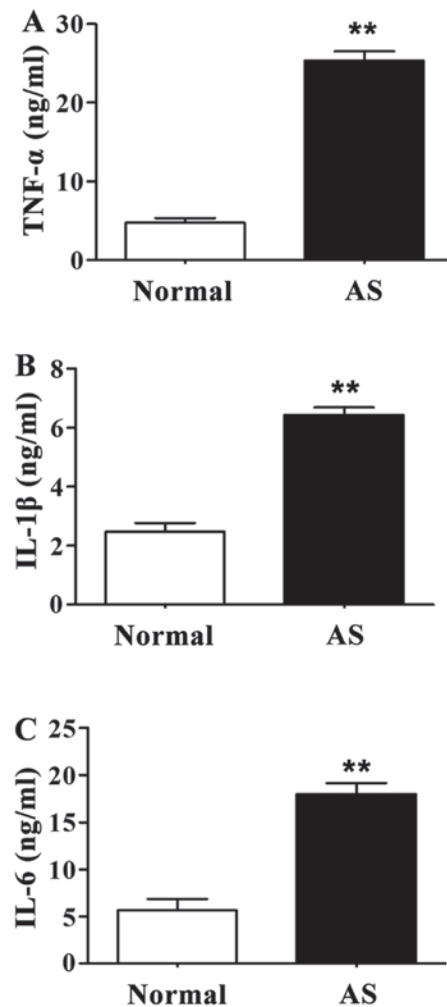 A
TNF-α (ng/ml)
30
20
10
0
**
Normal AS
B
IL-1β (ng/ml)
8
6
4
2
0
**
Normal AS
C
IL-6 (ng/ml)
25
20
15
10
5
0
**
Normal AS